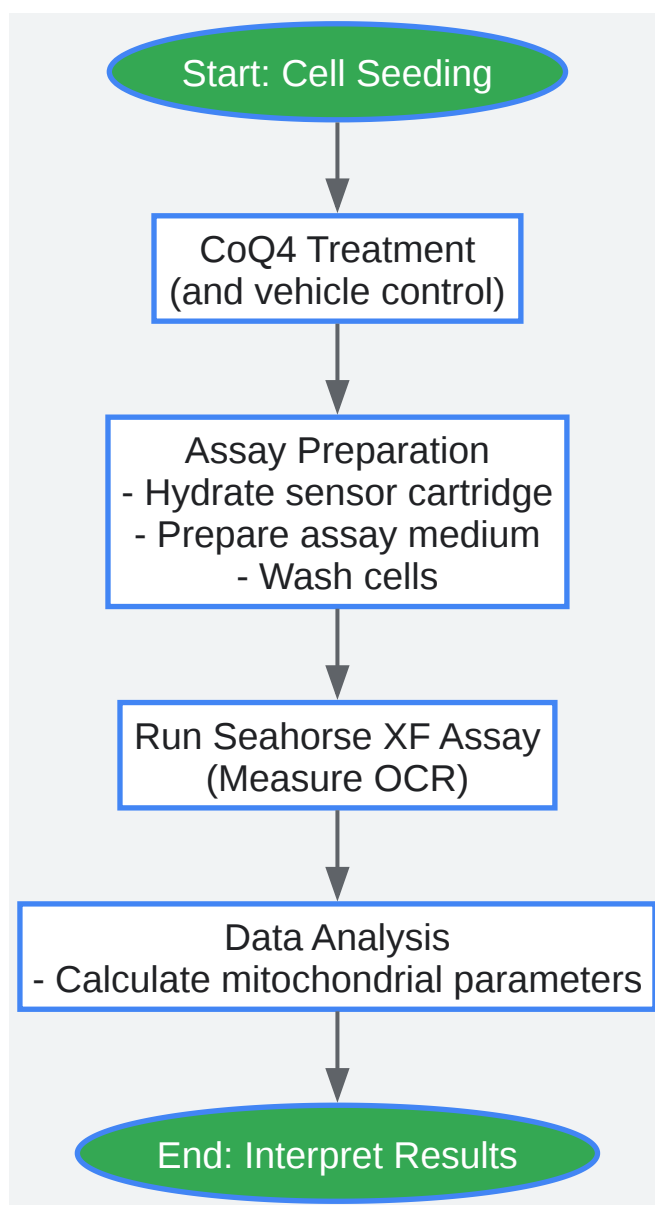 Start: Cell Seeding
CoQ4 Treatment
(and vehicle control)
Assay Preparation
- Hydrate sensor cartridge
- Prepare assay medium
- Wash cells
Run Seahorse XF Assay
(Measure OCR)
Data Analysis
- Calculate mitochondrial parameters
End: Interpret Results